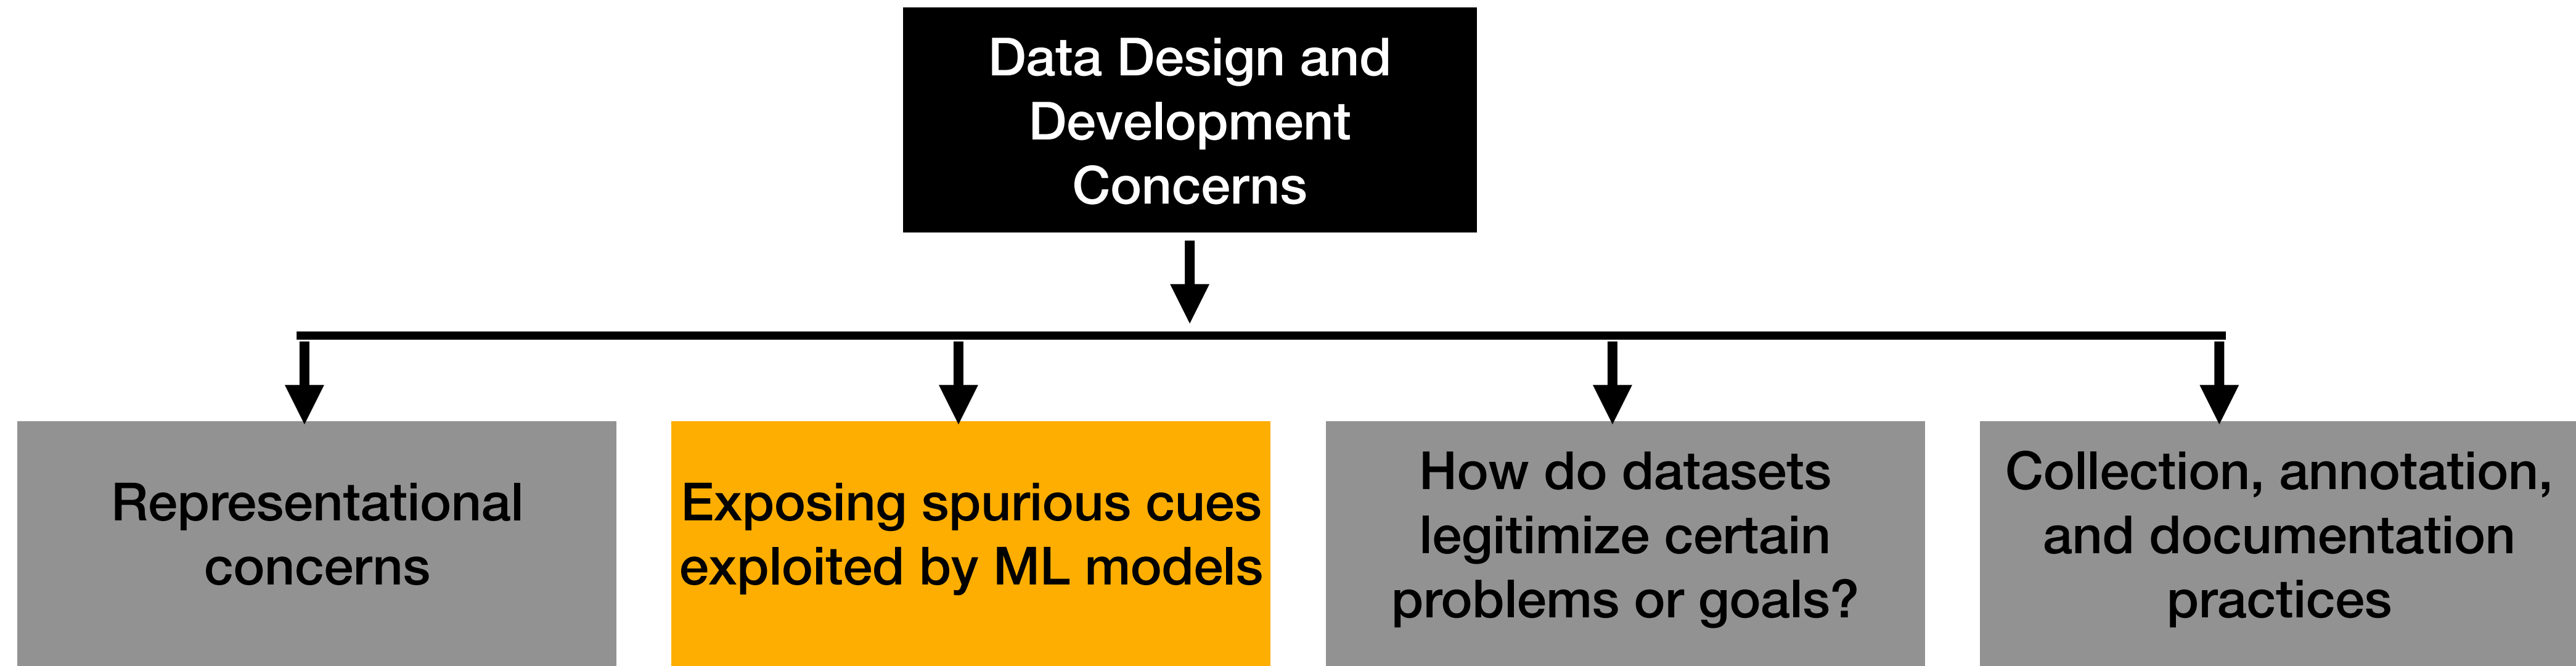 Data Design and
Development
Concerns
Representational
concerns
Exposing spurious cues
exploited by ML models
How do datasets
legitimize certain
problems or goals?
Collection, annotation,
and documentation
practices